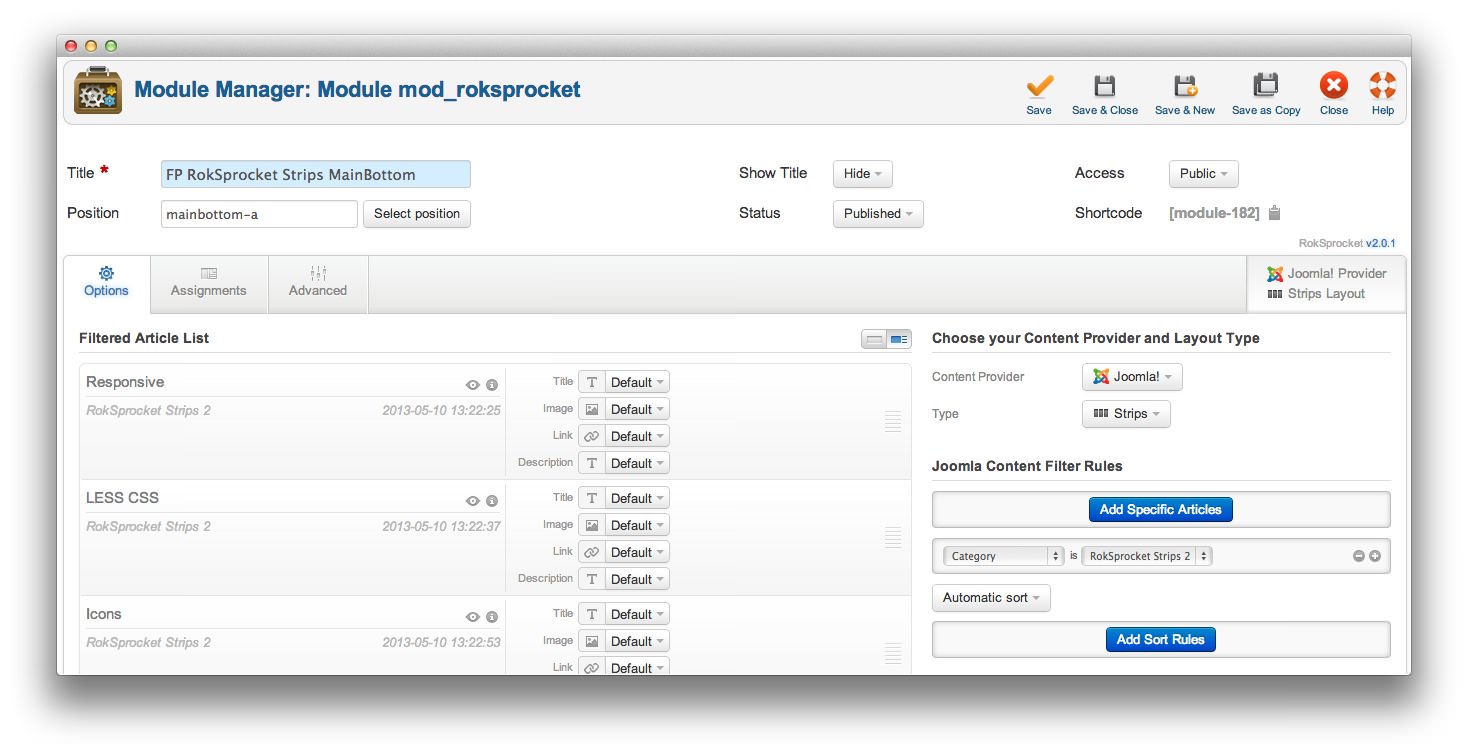 Module Manager: Module mod_roksprocket
Save
Save & Close
Save & New
Save as Copy
Close
Help
Title *
FP RokSprocket Strips MainBottom
Show Title
Hide
Access
Public
Position
mainbottom-a
Select position
Status
Published
Shortcode
[module-182]
RokSprocket v2.0.1
Options
Assignments
Advanced
Joomla! Provider
Strips Layout
Filtered Article List
Responsive
RokSprocket Strips 2
2013-05-10 13:22:25
Title
T
Default
Image
Default
Link
Default
Description
T
Default
LESS CSS
RokSprocket Strips 2
2013-05-10 13:22:37
Title
T
Default
Image
Default
Link
Default
Description
T
Default
Icons
RokSprocket Strips 2
2013-05-10 13:22:53
Title
T
Default
Image
Default
Link
Default
Choose your Content Provider and Layout Type
Content Provider
Joomla!
Type
Strips
Joomla Content Filter Rules
Add Specific Articles
Category
is
RokSprocket Strips 2
Automatic sort
Add Sort Rules